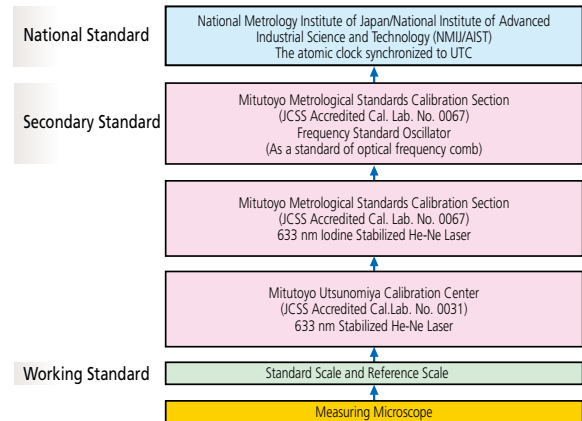 National Standard
National Metrology Institute of Japan/National Institute of Advanced
Industrial Science and Technology (NMIJ/AIST)
The atomic clock synchronized to UTC
Secondary Standard
Mitutoyo Metrological Standards Calibration Section
(JCSS Accredited Cal. Lab. No. 0067)
Frequency Standard Oscillator
(As a standard of optical frequency comb)
Mitutoyo Metrological Standards Calibration Section
(JCSS Accredited Cal. Lab. No. 0067)
633 nm Iodine Stabilized He-Ne Laser
Mitutoyo Utsunomiya Calibration Center
(JCSS Accredited Cal.Lab. No. 0031)
633 nm Stabilized He-Ne Laser
Working Standard
Standard Scale and Reference Scale
Measuring Microscope